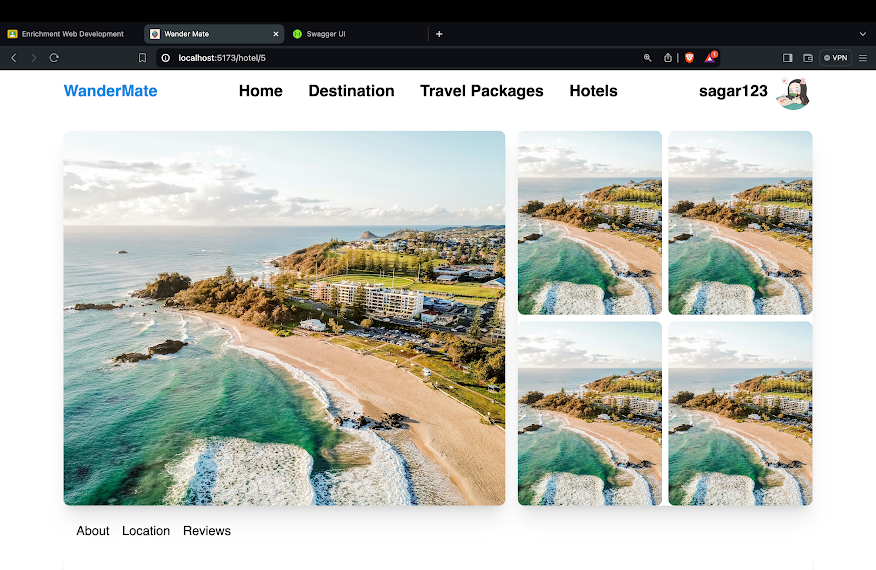 Enrichment Web Development
Wander Mate
Swagger UI
localhost:5173/hotel/5
1
VPN
WanderMate
Home
Destination
Travel Packages
Hotels
sagar123
About
Location
Reviews